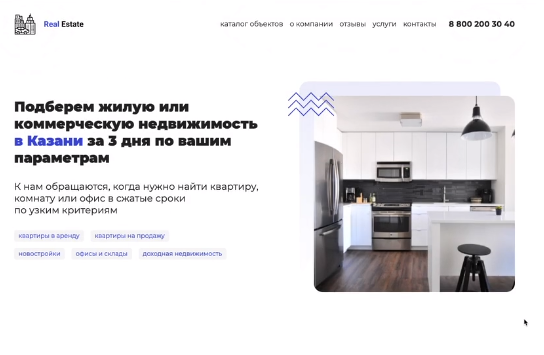 Real Estate
каталог объектов о компании отзывы услуги контакты 8 800 200 30 40
Подберем жилую или
коммерческую недвижимость
в Казани за 3 дня по вашим
параметрам
К нам обращаются, когда нужно найти квартиру,
комнату или офис в сжатые сроки
по узким критериям
квартиры в аренду квартиры на продажу
новостройки офисы и склады доходная недвижимость